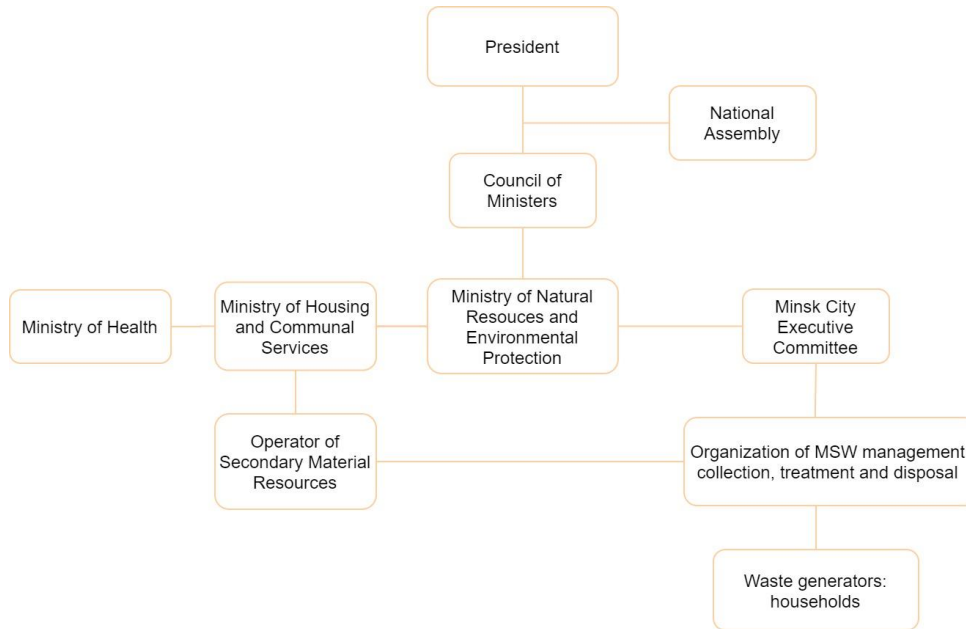 President
National
Assembly
Council of
Ministers
Ministry of Health
Ministry of Housing
and Communal
Services
Ministry of Natural
Resouces and
Environmental
Protection
Minsk City
Executive
Committee
Operator of
Secondary Material
Resources
Organization of MSW management
collection, treatment and disposal
Waste generators:
households